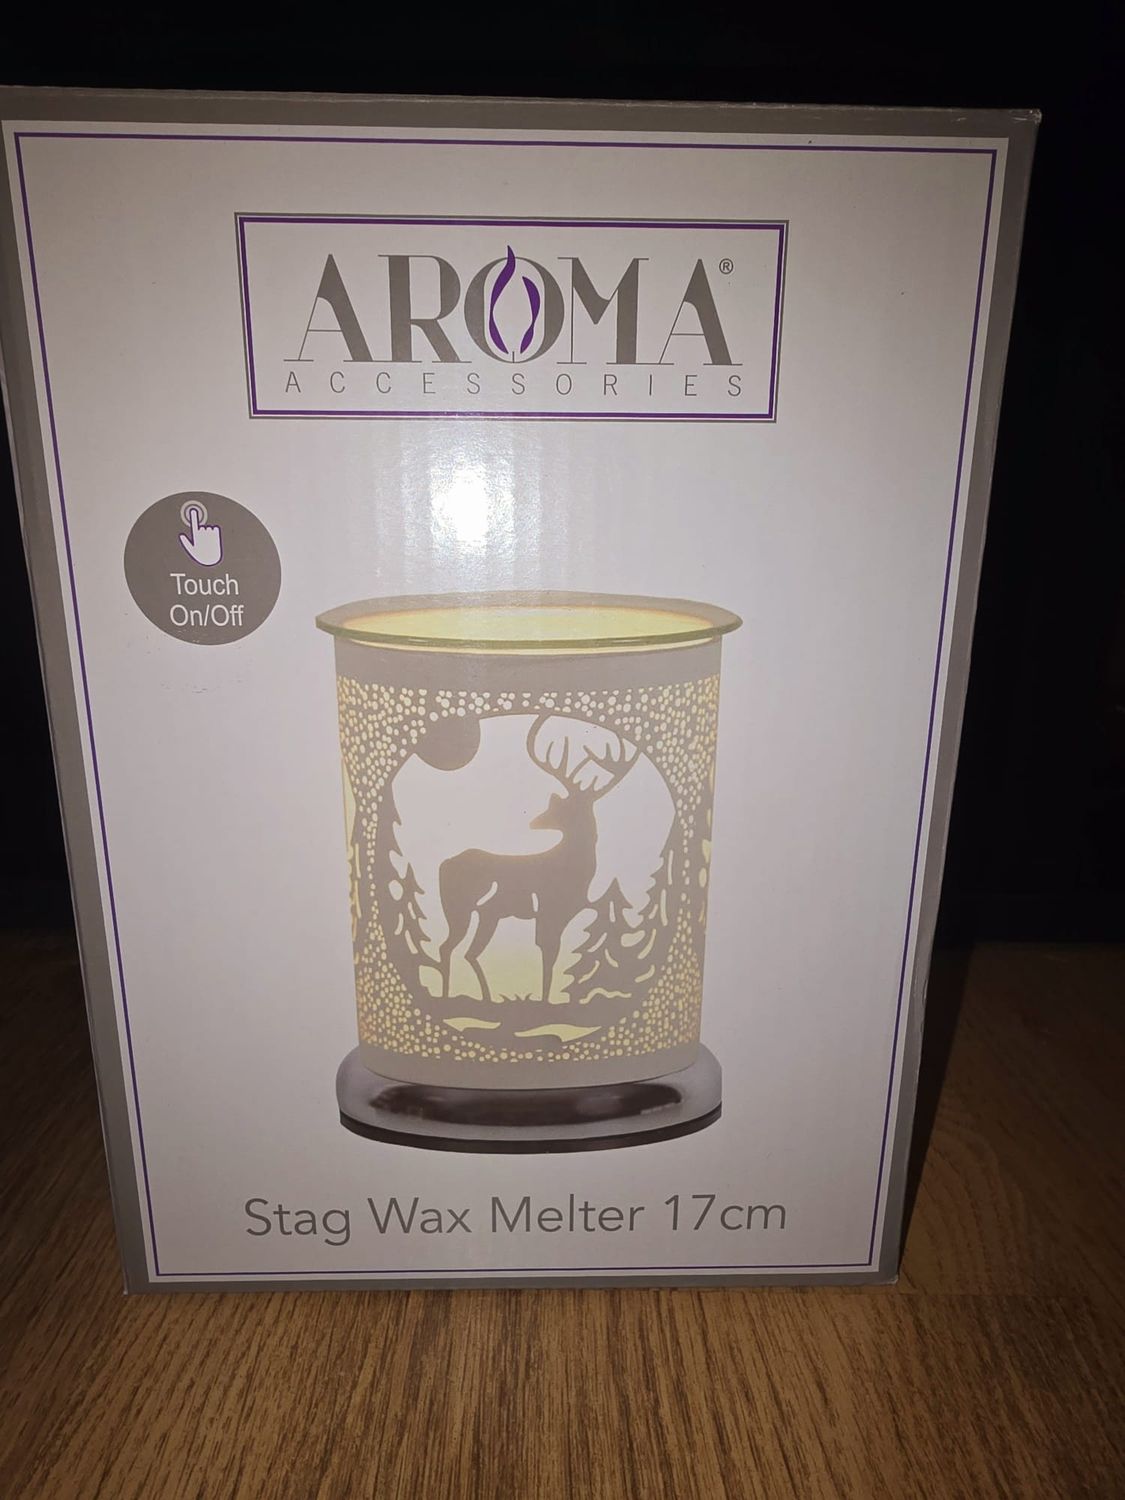 AROMA®
ACCESSORIES
Touch
On/Off
Stag Wax Melter 17cm